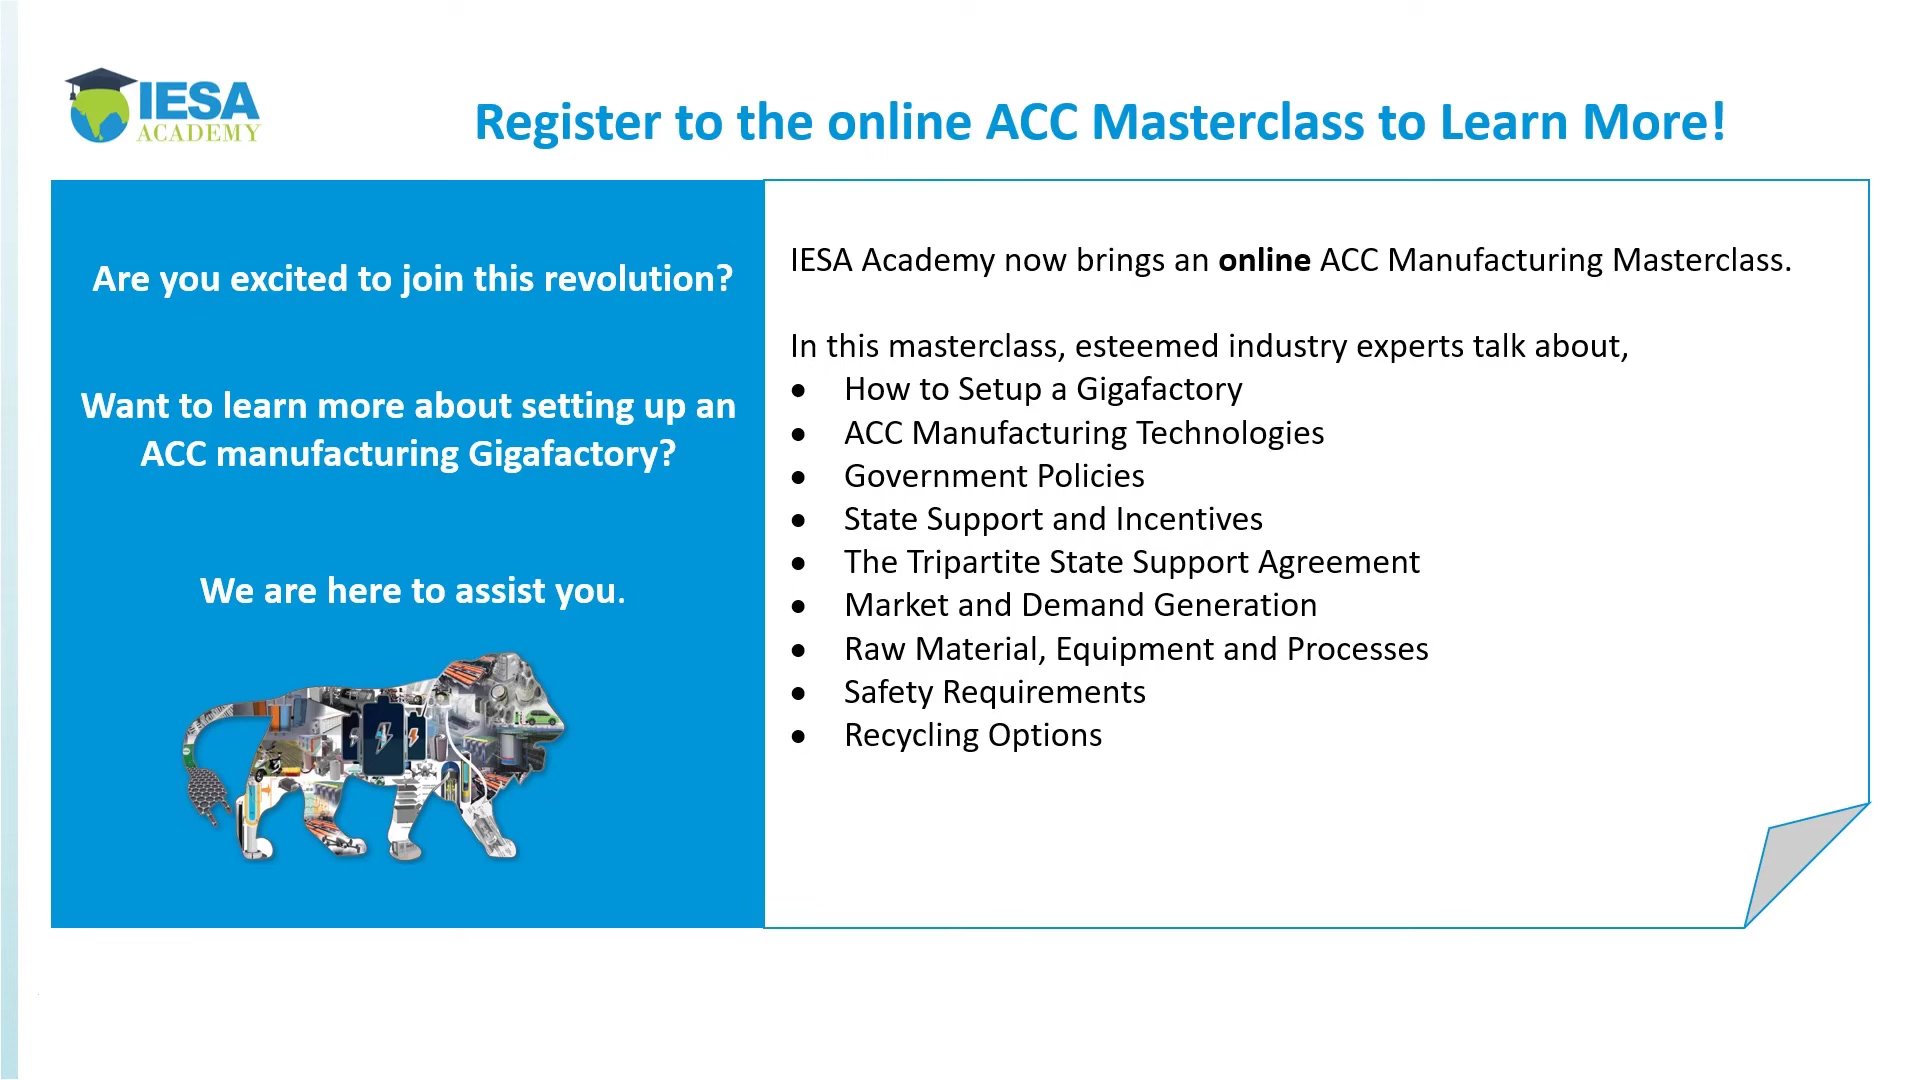 IESA
ACADEMY
Register to the online ACC Masterclass to Learn More!
Are you excited to join this revolution?
Want to learn more about setting up an
ACC manufacturing Gigafactory?
We are here to assist you.
IESA Academy now brings an online ACC Manufacturing Masterclass.
In this masterclass, esteemed industry experts talk about,
• How to Setup a Gigafactory
• ACC Manufacturing Technologies
• Government Policies
• State Support and Incentives
• The Tripartite State Support Agreement
• Market and Demand Generation
• Raw Material, Equipment and Processes
• Safety Requirements
• Recycling Options